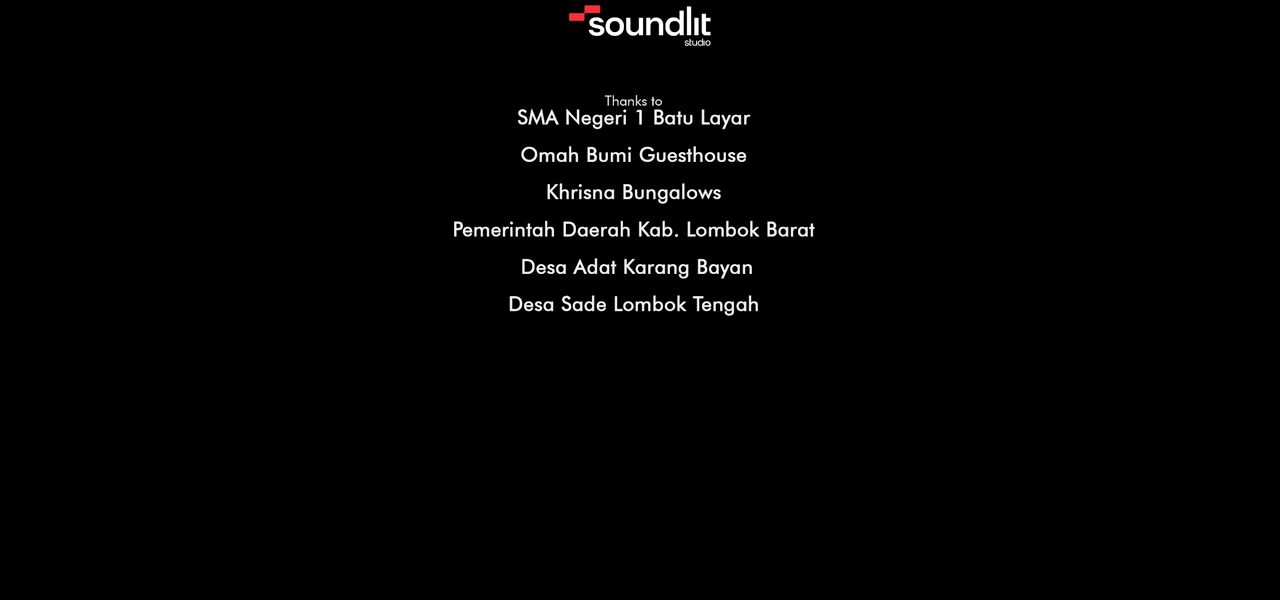 soundlit
studio
Thanks to
SMA Negeri 1 Batu Layar
Omah Bumi Guesthouse
Khrisna Bungalows
Pemerintah Daerah Kab. Lombok Barat
Desa Adat Karang Bayan
Desa Sade Lombok Tengah